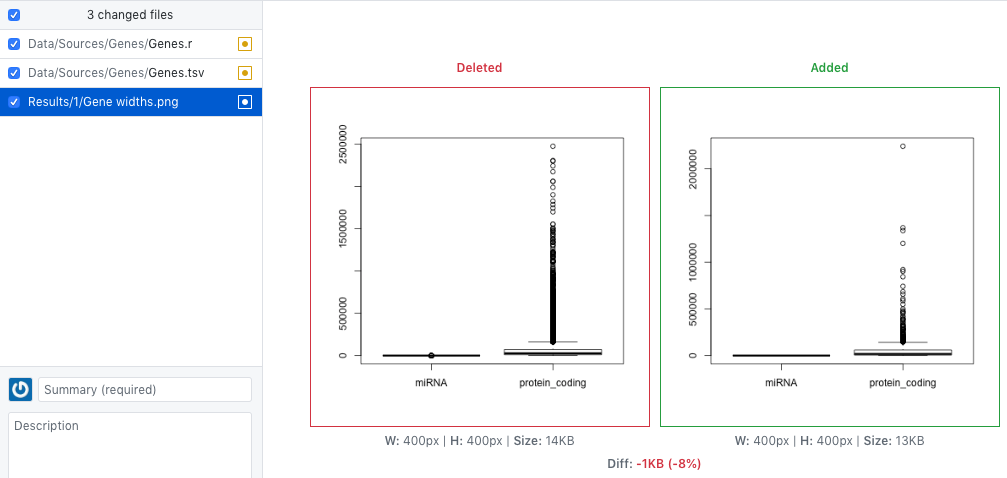 3 changed files
Data/Sources/Genes/Genes.r
Data/Sources/Genes/Genes.tsv
Results/1/Gene widths.png
Summary (required)
Description
Deleted
2500000
1500000
500000
0
miRNA
protein_coding
W: 400px | H: 400px | Size: 14KB
Added
2000000
1000000
500000
0
miRNA
protein_coding
W: 400px | H: 400px | Size: 13KB
Diff: -1KB (-8%)